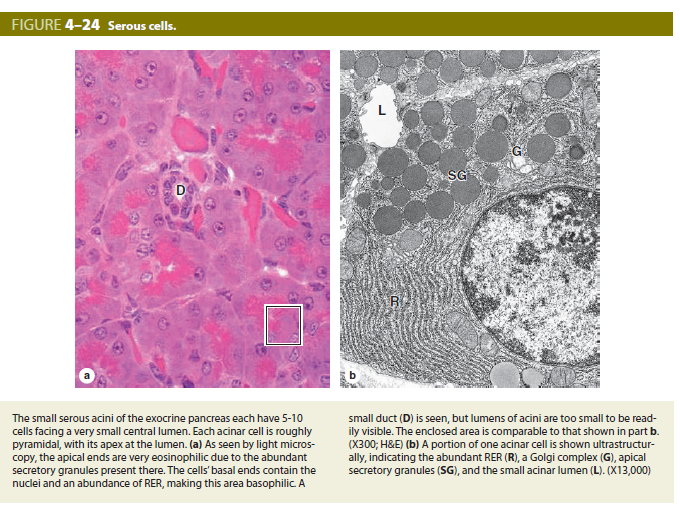 FIGURE 4–24 Serous cells.
D
a
L
G
SG
R
b
The small serous acini of the exocrine pancreas each have 5-10
cells facing a very small central lumen. Each acinar cell is roughly
pyramidal, with its apex at the lumen. (a) As seen by light micros-
copy, the apical ends are very eosinophilic due to the abundant
secretory granules present there. The cells' basal ends contain the
nuclei and an abundance of RER, making this area basophilic. A
small duct (D) is seen, but lumens of acini are too small to be read-
ily visible. The enclosed area is comparable to that shown in part b.
(X300; H&E) (b) A portion of one acinar cell is shown ultrastructur-
ally, indicating the abundant RER (R), a Golgi complex (G), apical
secretory granules (SG), and the small acinar lumen (L). (X13,000)